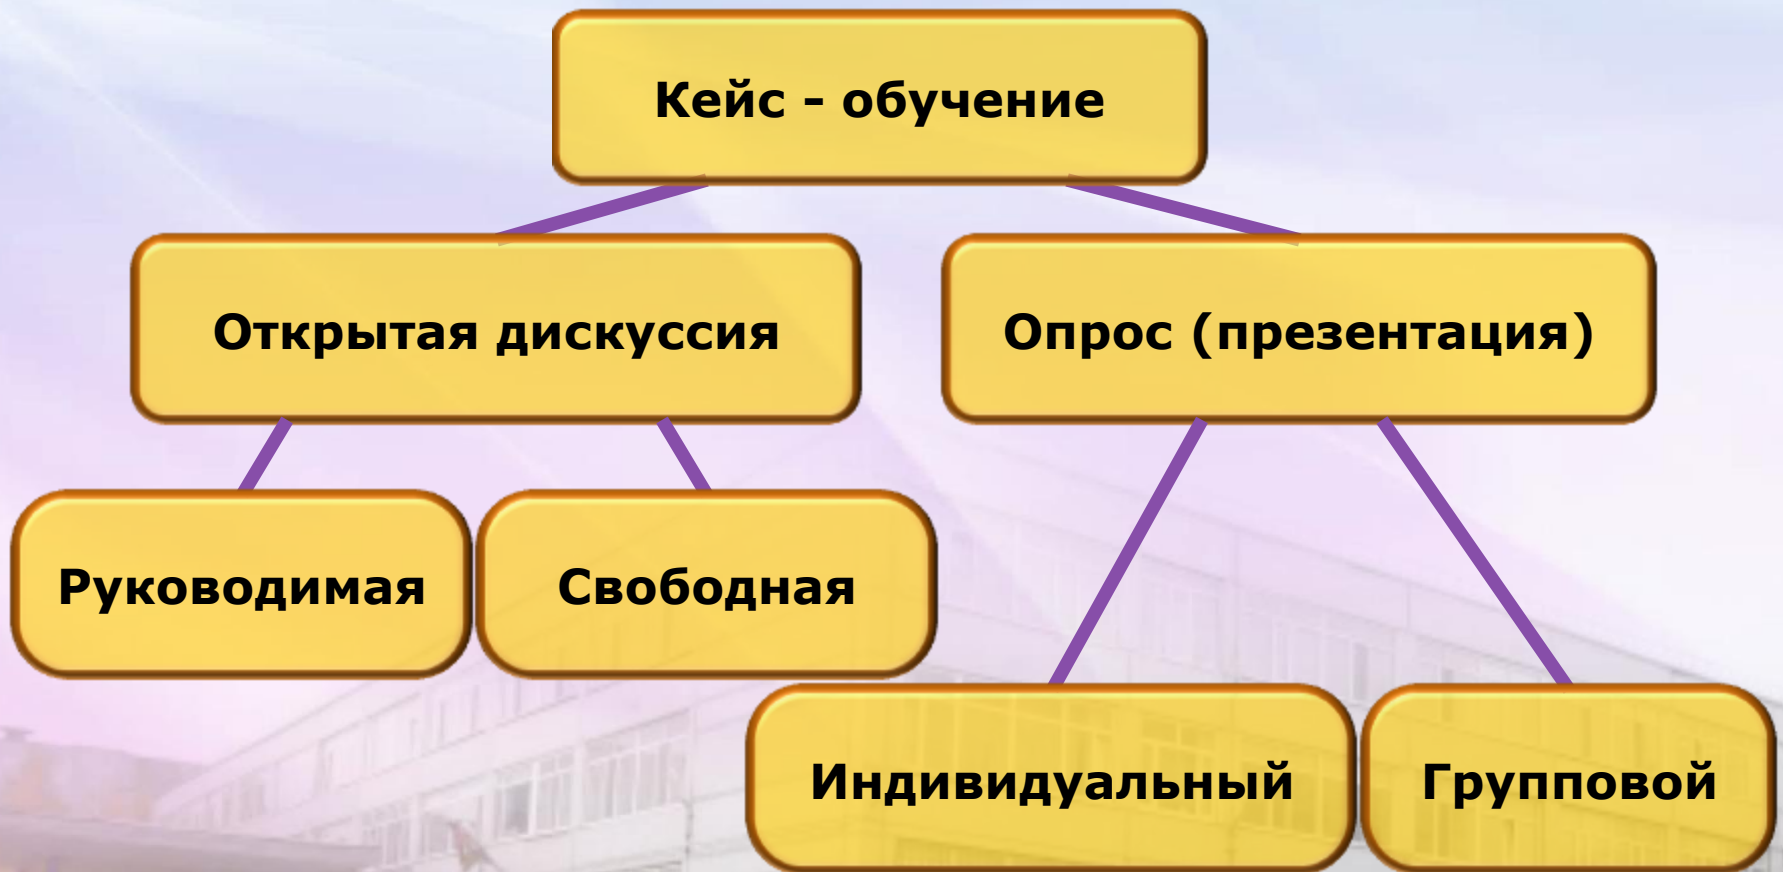 Кейс - обучение
Открытая дискуссия
Опрос (презентация)
Руководимая
Свободная
Индивидуальный
Групповой